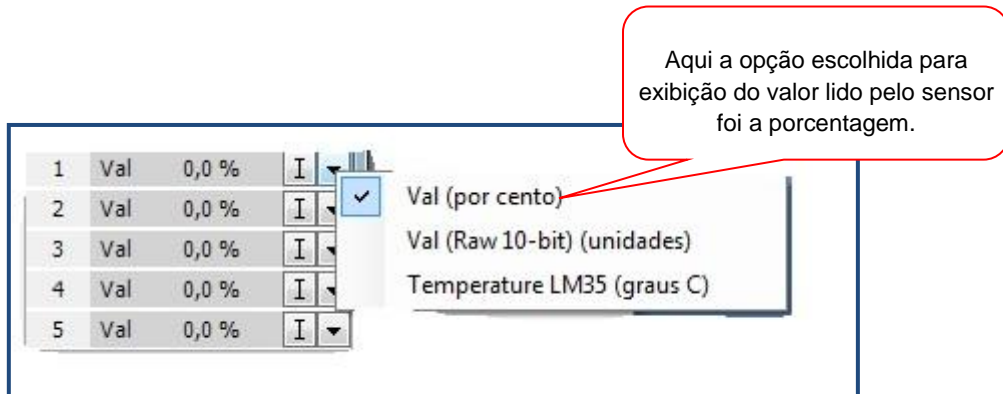 Aqui a opção escolhida para
exibição do valor lido pelo sensor
foi a porcentagem.
1 Val 0,0 % I
2 Val 0,0 % I
3 Val 0,0 % I
4 Val 0,0 % I
5 Val 0,0 % I
Val (por cento)
Val (Raw 10-bit) (unidades)
Temperature LM35 (graus C)